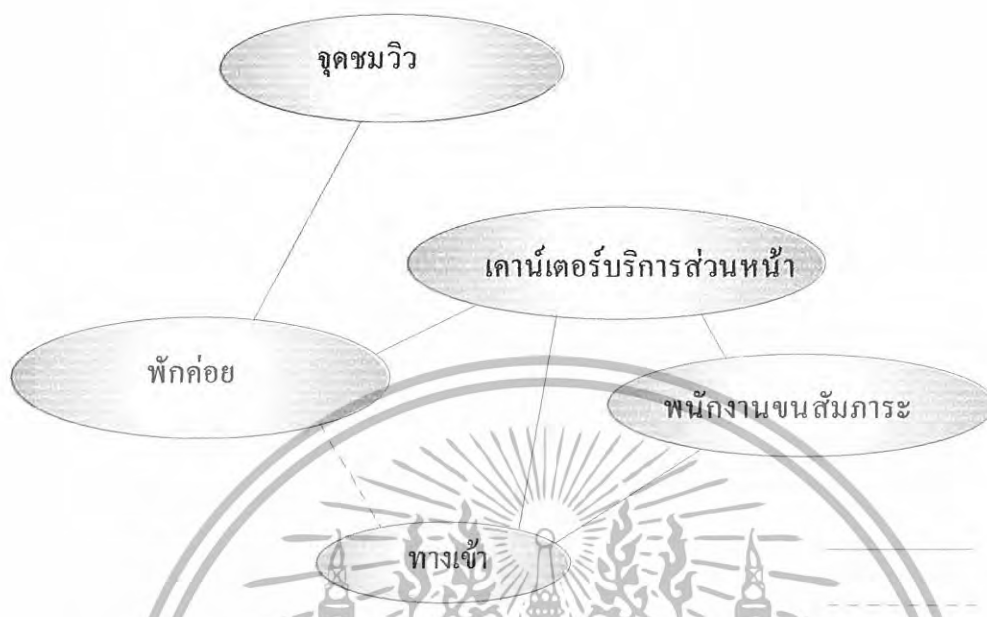 จุดชมวิว
เคาน์เตอร์บริการส่วนหน้า
พักค่อย
พนักงานขนสัมภาระ
ทางเข้า